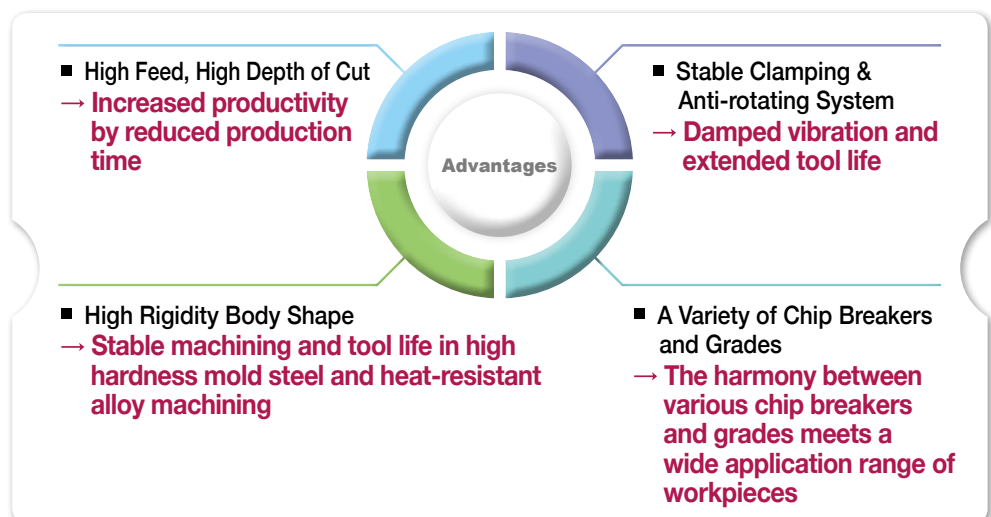 ■ High Feed, High Depth of Cut
→ Increased productivity
by reduced production
time
■ Stable Clamping &
Anti-rotating System
→ Damped vibration and
extended tool life
Advantages
■ High Rigidity Body Shape
→ Stable machining and tool life in high
hardness mold steel and heat-resistant
alloy machining
■ A Variety of Chip Breakers
and Grades
→ The harmony between
various chip breakers
and grades meets a
wide application range of
workpieces